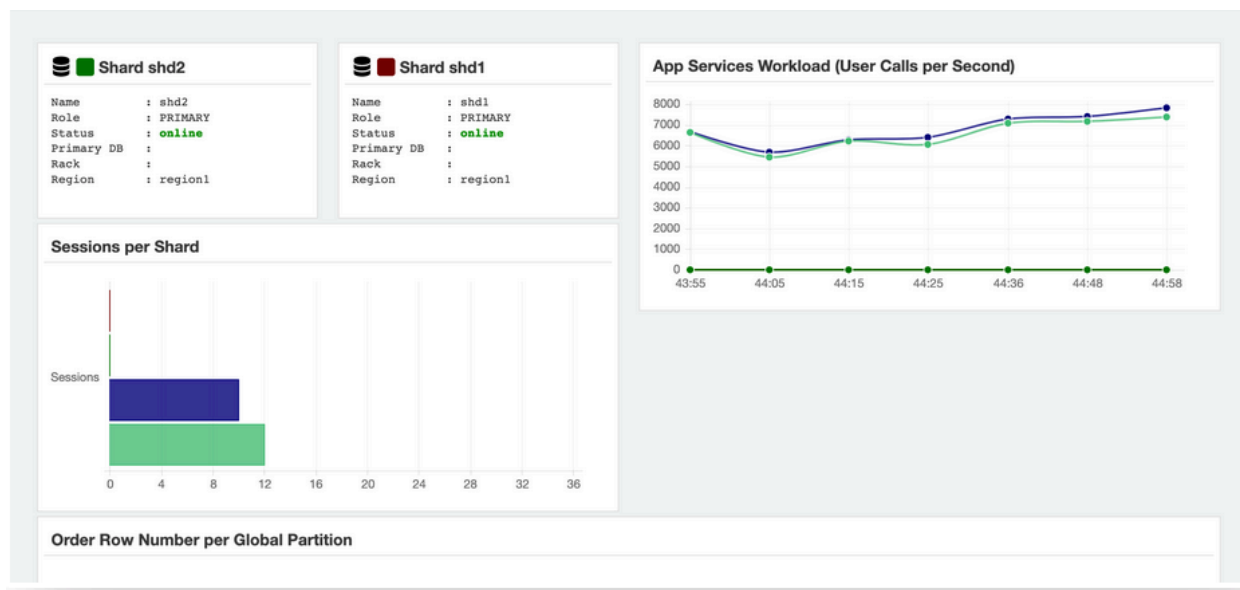 Shard shd2
Name : shd2
Role : PRIMARY
Status : online
Primary DB :
Rack :
Region : region1
Shard shd1
Name : shd1
Role : PRIMARY
Status : online
Primary DB :
Rack :
Region : region1
App Services Workload (User Calls per Second)
8000
7000
6000
5000
4000
3000
2000
1000
0
43:55 44:05 44:15 44:25 44:36 44:48 44:58
Sessions per Shard
Sessions
0 4 8 12 16 20 24 28 32 36
Order Row Number per Global Partition